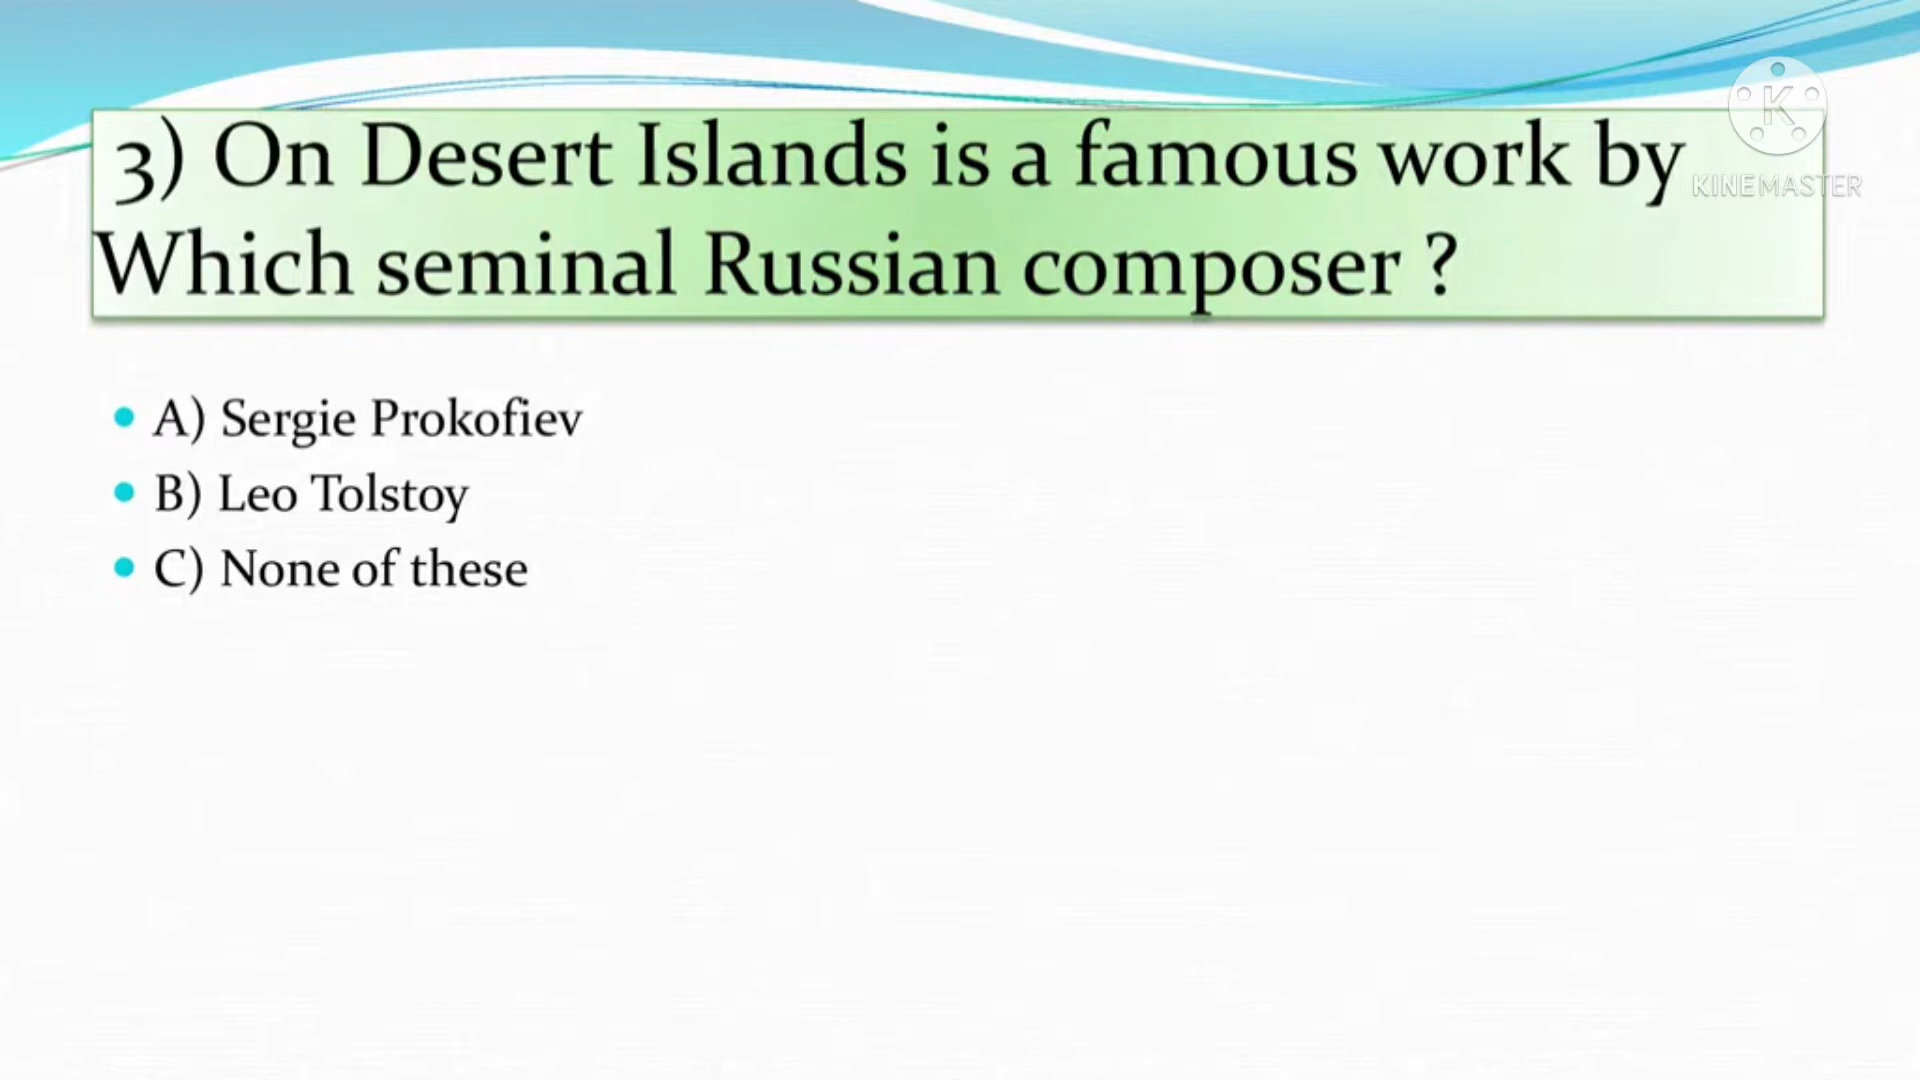 3) On Desert Islands is a famous work by
Which seminal Russian composer ?
K
KINEMASTER
A) Sergie Prokofiev
B) Leo Tolstoy
C) None of these